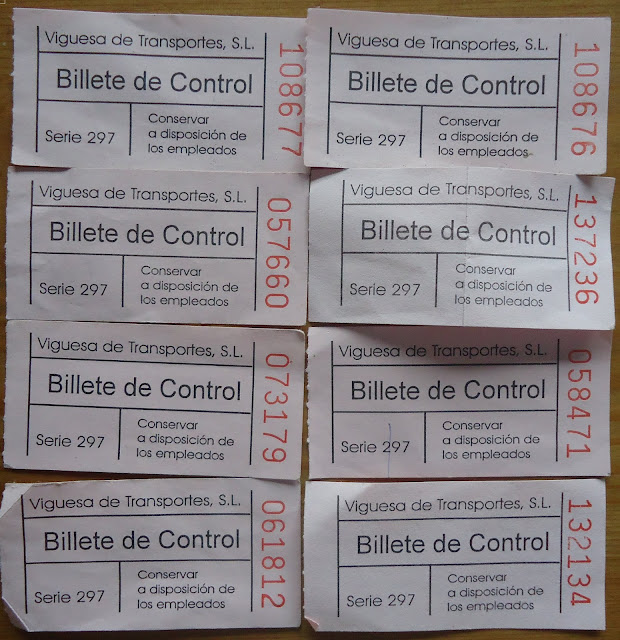 Viguesa de Transportes, S.L.
Billete de Control
Serie 297
Conservar
a disposición de
los empleados
108677
Viguesa de Transportes, S.L.
Billete de Control
Serie 297
Conservar
a disposición de
los empleados
108676
Viguesa de Transportes, S.L.
Billete de Control
Serie 297
Conservar
a disposición de
los empleados
057660
Viguesa de Transportes, S.L.
Billete de Control
Serie 297
Conservar
a disposición de
los empleados
137236
Viguesa de Transportes, S.L.
Billete de Control
Serie 297
Conservar
a disposición de
los empleados
073179
Viguesa de Transportes, S.L.
Billete de Control
Serie 297
Conservar
a disposición de
los empleados
058471
Viguesa de Transportes, S.L.
Billete de Control
Serie 297
Conservar
a disposición de
los empleados
061812
Viguesa de Transportes, S.L.
Billete de Control
Serie 297
Conservar
a disposición de
los empleados
132134